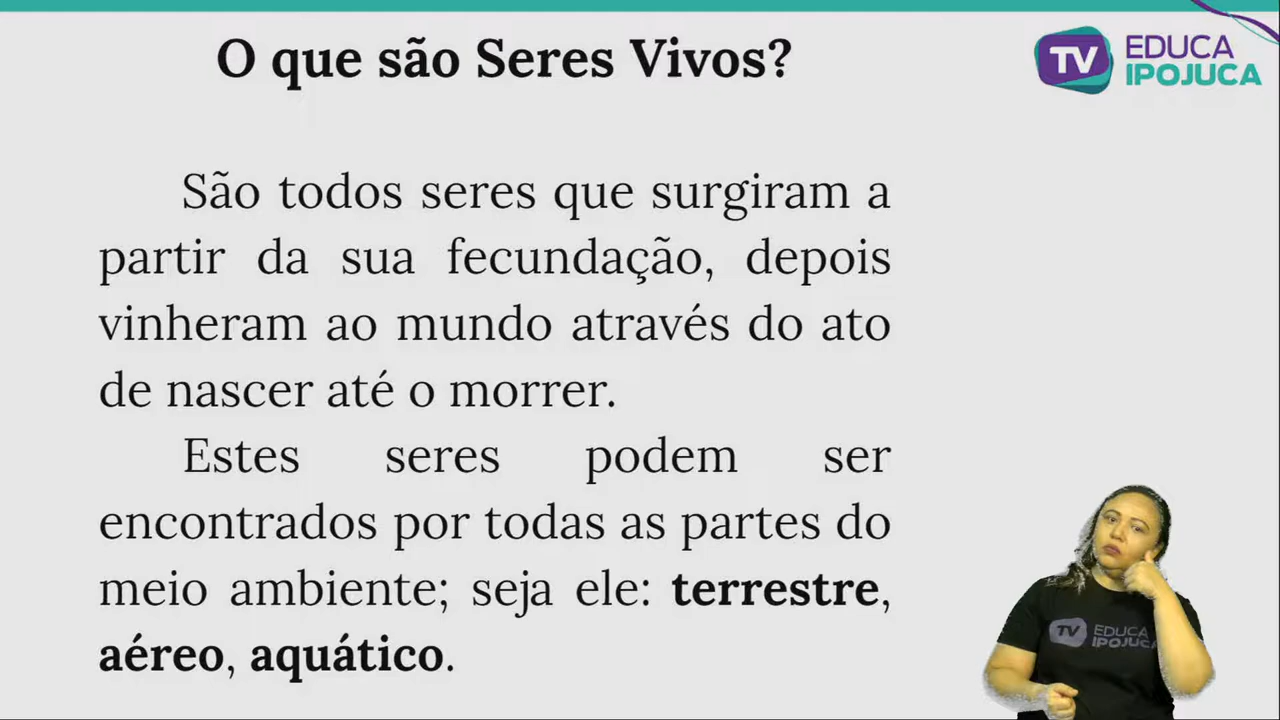 O que são Seres Vivos?
TV EDUCA
IPOJUCA
São todos seres que surgiram a
partir da sua fecundação, depois
vinheram ao mundo através do ato
de nascer até o morrer.
Estes seres podem ser
encontrados por todas as partes do
meio ambiente; seja ele: terrestre,
aéreo, aquático.
TV EDUCA
IPOJUCA